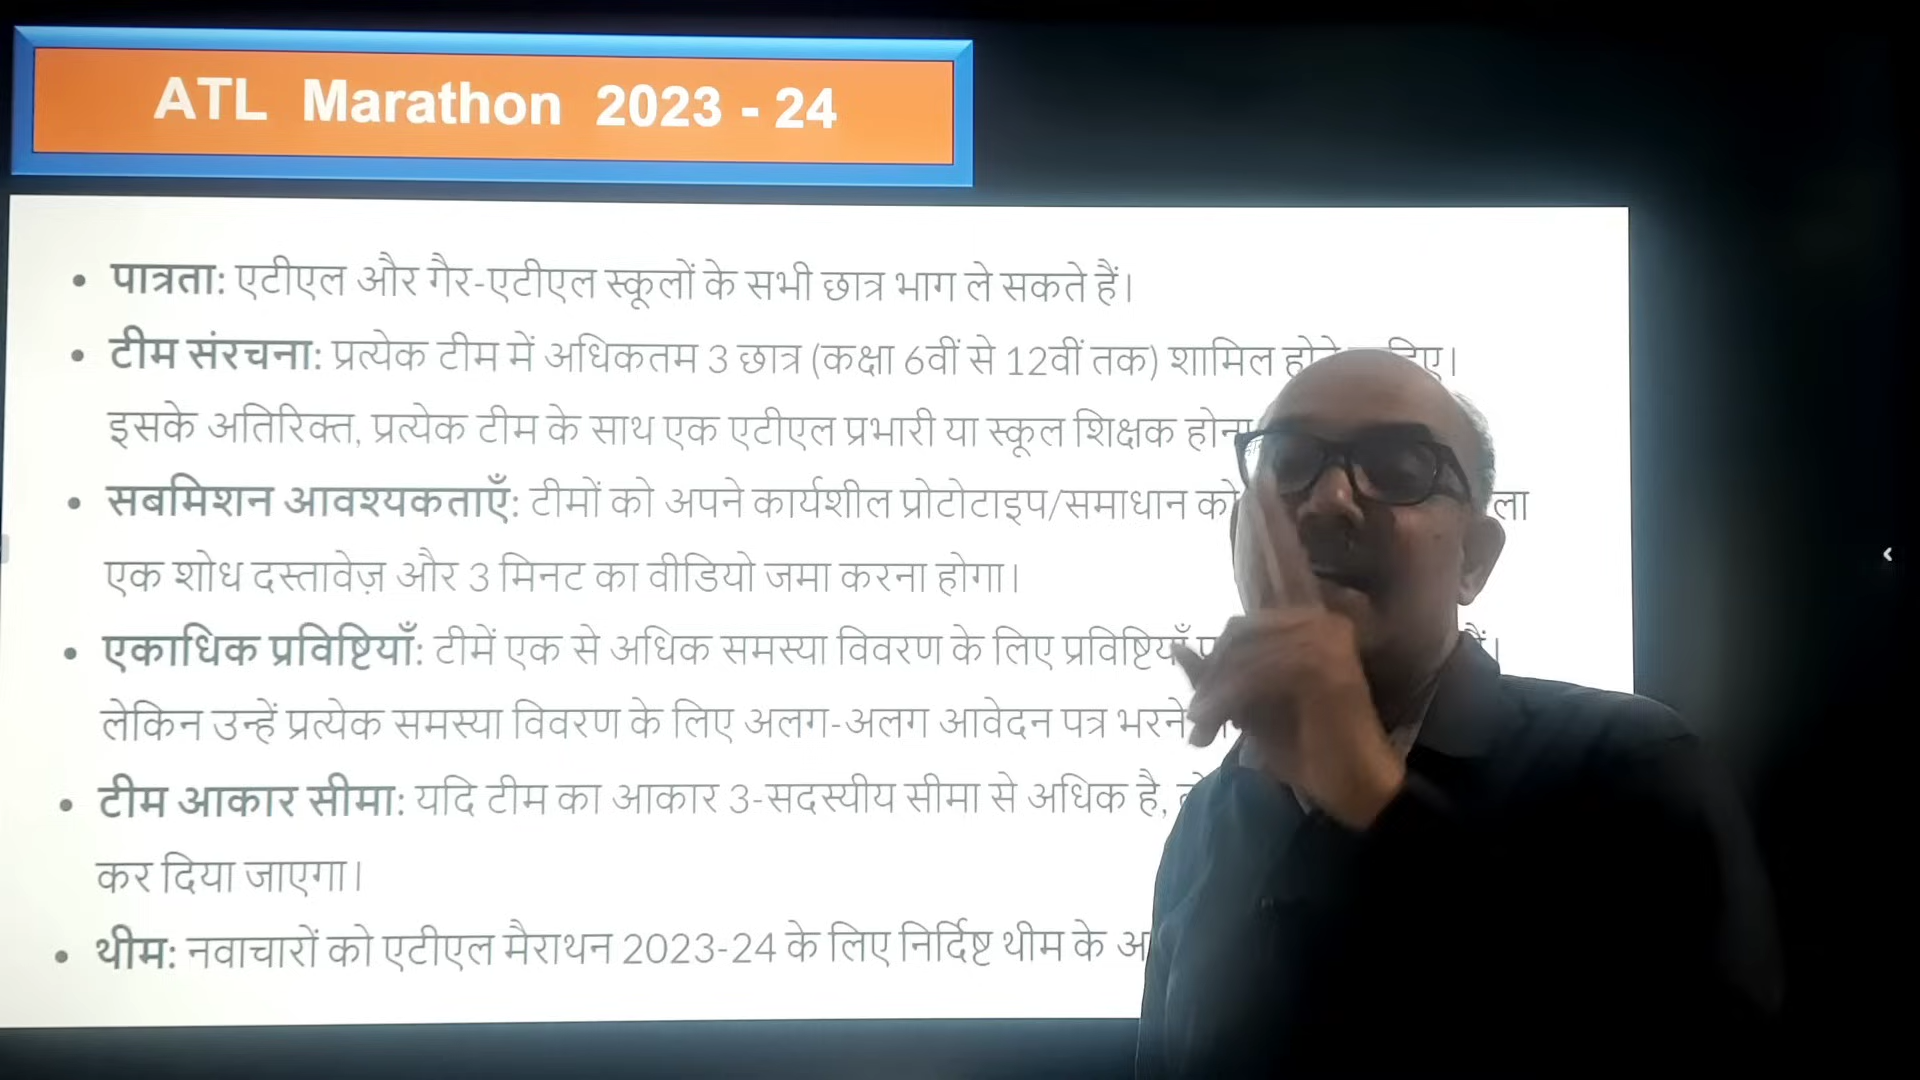 ATL Marathon 2023 - 24
• पात्रता: एटीएल और गैर-एटीएल स्कूलों के सभी छात्र भाग ले सकते हैं।
• टीम संरचना: प्रत्येक टीम में अधिकतम 3 छात्र (कक्षा 6वीं से 12वीं तक) शामिल
इसके अतिरिक्त, प्रत्येक टीम के साथ एक एटीएल प्रभारी या स्कूल शिक्षक
• सबमिशन आवश्यकताएँ: टीमों को अपने कार्यशील प्रोटोटाइप/समाधान को
एक शोध दस्तावेज़ और 3 मिनट का वीडियो जमा करना होगा।
• एकाधिक प्रविष्टियाँ: टीमें एक से अधिक समस्या विवरण के लिए प्रविष्टियाँ
लेकिन उन्हें प्रत्येक समस्या विवरण के लिए अलग-अलग आवेदन पत्र भरने
• टीम आकार सीमा: यदि टीम का आकार 3-सदस्यीय सीमा से अधिक है,
कर दिया जाएगा।
• थीम: नवाचारों को एटीएल मैराथन 2023-24 के लिए निर्दिष्ट थीम के